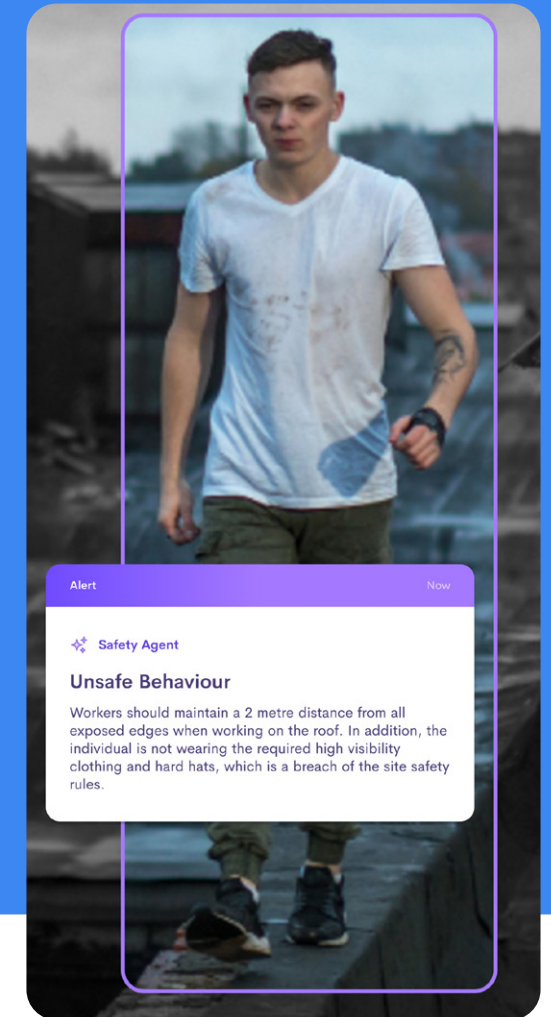 Alert
Now
Safety Agent
Unsafe Behaviour
Workers should maintain a 2 metre distance from all
exposed edges when working on the roof. In addition, the
individual is not wearing the required high visibility
clothing and hard hats, which is a breach of the site safety
rules.